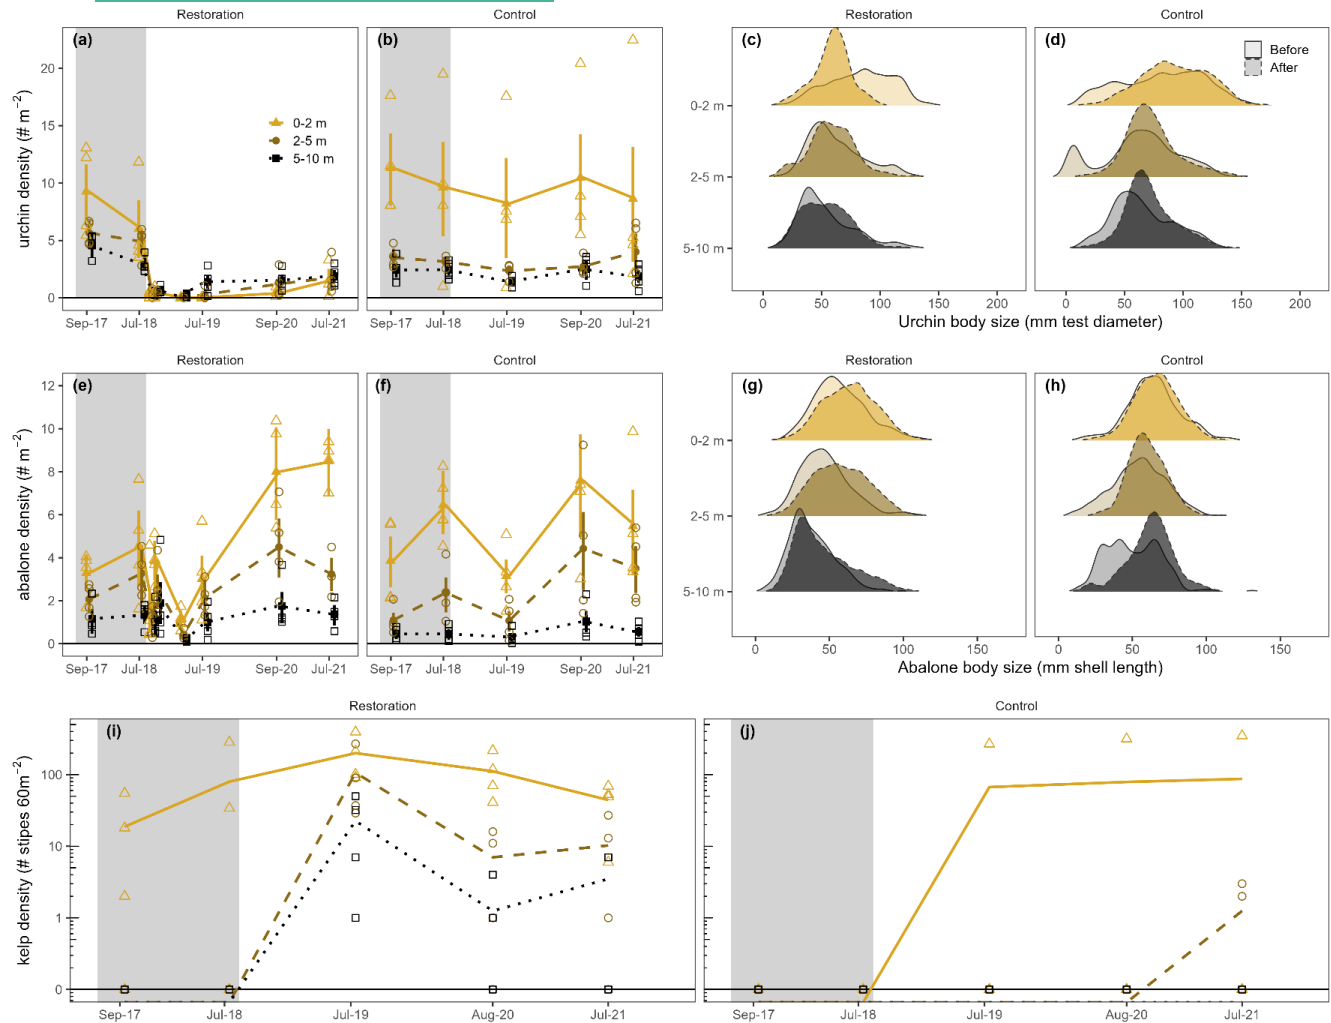 Restoration
Control
Restoration
Control
(a)
(b)
(c)
(d)
urchin density (# m−2)
20
15
10
5
0
0-2 m
2-5 m
5-10 m
Before
After
0-2 m
2-5 m
5-10 m
Sep-17 Jul-18 Jul-19 Sep-20 Jul-21
Sep-17 Jul-18 Jul-19 Sep-20 Jul-21
0 50 100 150 200
0 50 100 150 200
Urchin body size (mm test diameter)
Restoration
Control
Restoration
Control
(e)
(f)
(g)
(h)
abalone density (# m−2)
12
10
8
6
4
2
0
0-2 m
2-5 m
5-10 m
Sep-17 Jul-18 Jul-19 Sep-20 Jul-21
Sep-17 Jul-18 Jul-19 Sep-20 Jul-21
0 50 100 150
0 50 100 150
Abalone body size (mm shell length)
Restoration
Control
(i)
(j)
kelp density (# stipes 60m−2)
100
10
1
0
Sep-17 Jul-18 Jul-19 Aug-20 Jul-21
Sep-17 Jul-18 Jul-19 Aug-20 Jul-21